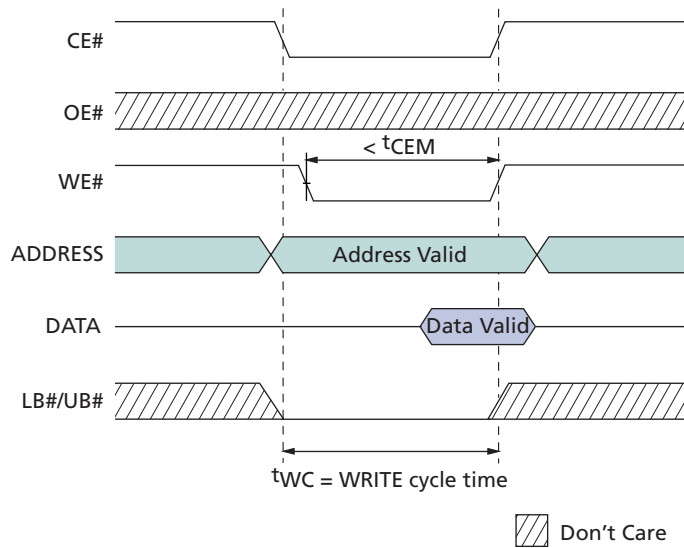 CE#
OE#
< tCEM
WE#
ADDRESS Address Valid
DATA Data Valid
LB#/UB#
tWC = WRITE cycle time
Don't Care